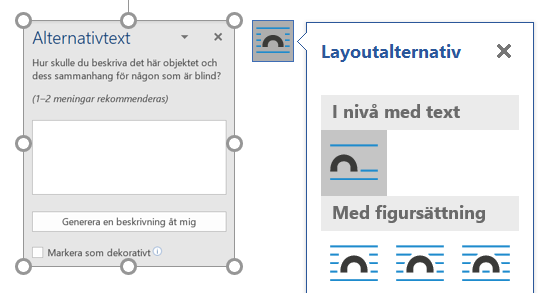 Alternativtext
Hur skulle du beskriva det här objektet och
dess sammanhang för någon som är blind?
(1–2 meningar rekommenderas)
Generera en beskrivning åt mig
Markera som dekorativt
Layoutalternativ
I nivå med text
Med figursättning